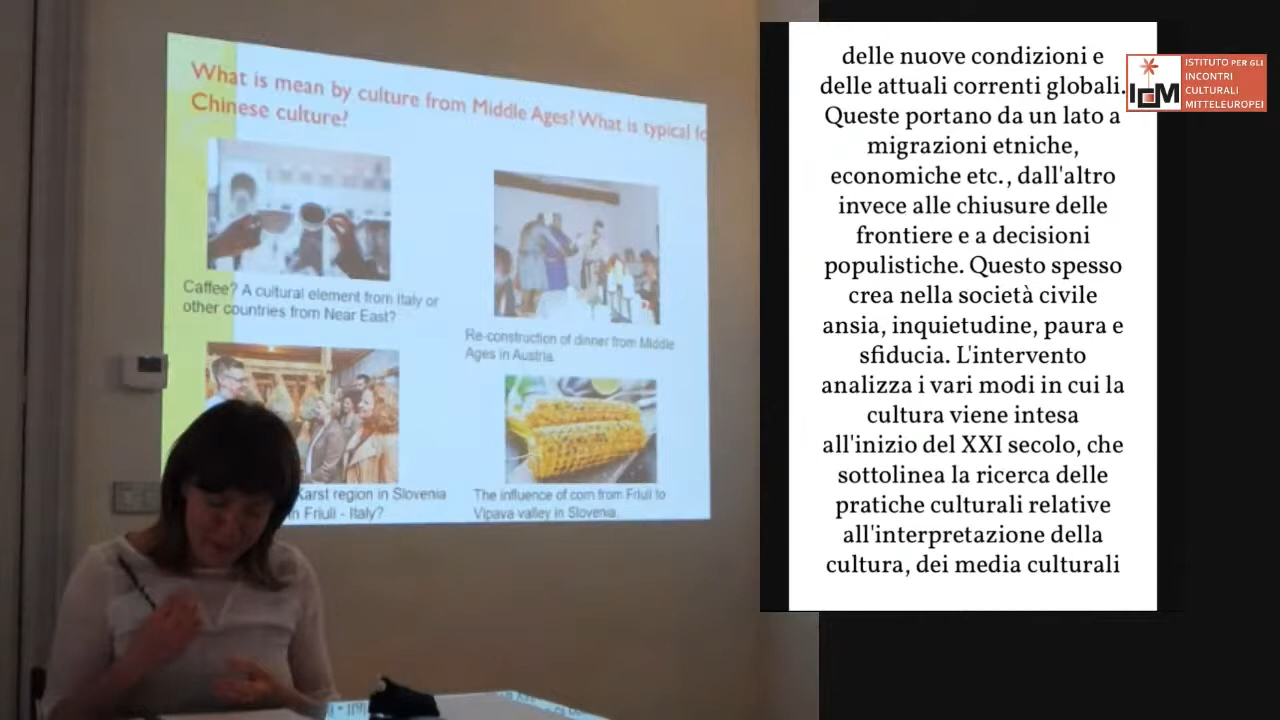 What is mean by culture from Middle Ages? What is typical fo
Chinese culture?
Caffee? A cultural element from Italy or
other countries from Near East?
Re-construction of dinner from Middle
Ages in Austria.
Karst region in Slovenia
in Friuli - Italy?
The influence of corn from Friuli to
Vipava valley in Slovenia.
delle nuove condizioni e
delle attuali correnti globali.
Queste portano da un lato a
migrazioni etniche,
economiche etc., dall'altro
invece alle chiusure delle
frontiere e a decisioni
populistiche. Questo spesso
crea nella società civile
ansia, inquietudine, paura e
sfiducia. L'intervento
analizza i vari modi in cui la
cultura viene intesa
all'inizio del XXI secolo, che
sottolinea la ricerca delle
pratiche culturali relative
all'interpretazione della
cultura, dei media culturali
ICM
ISTITUTO PER GLI
INCONTRI
CULTURALI
MITTELEUROPEI